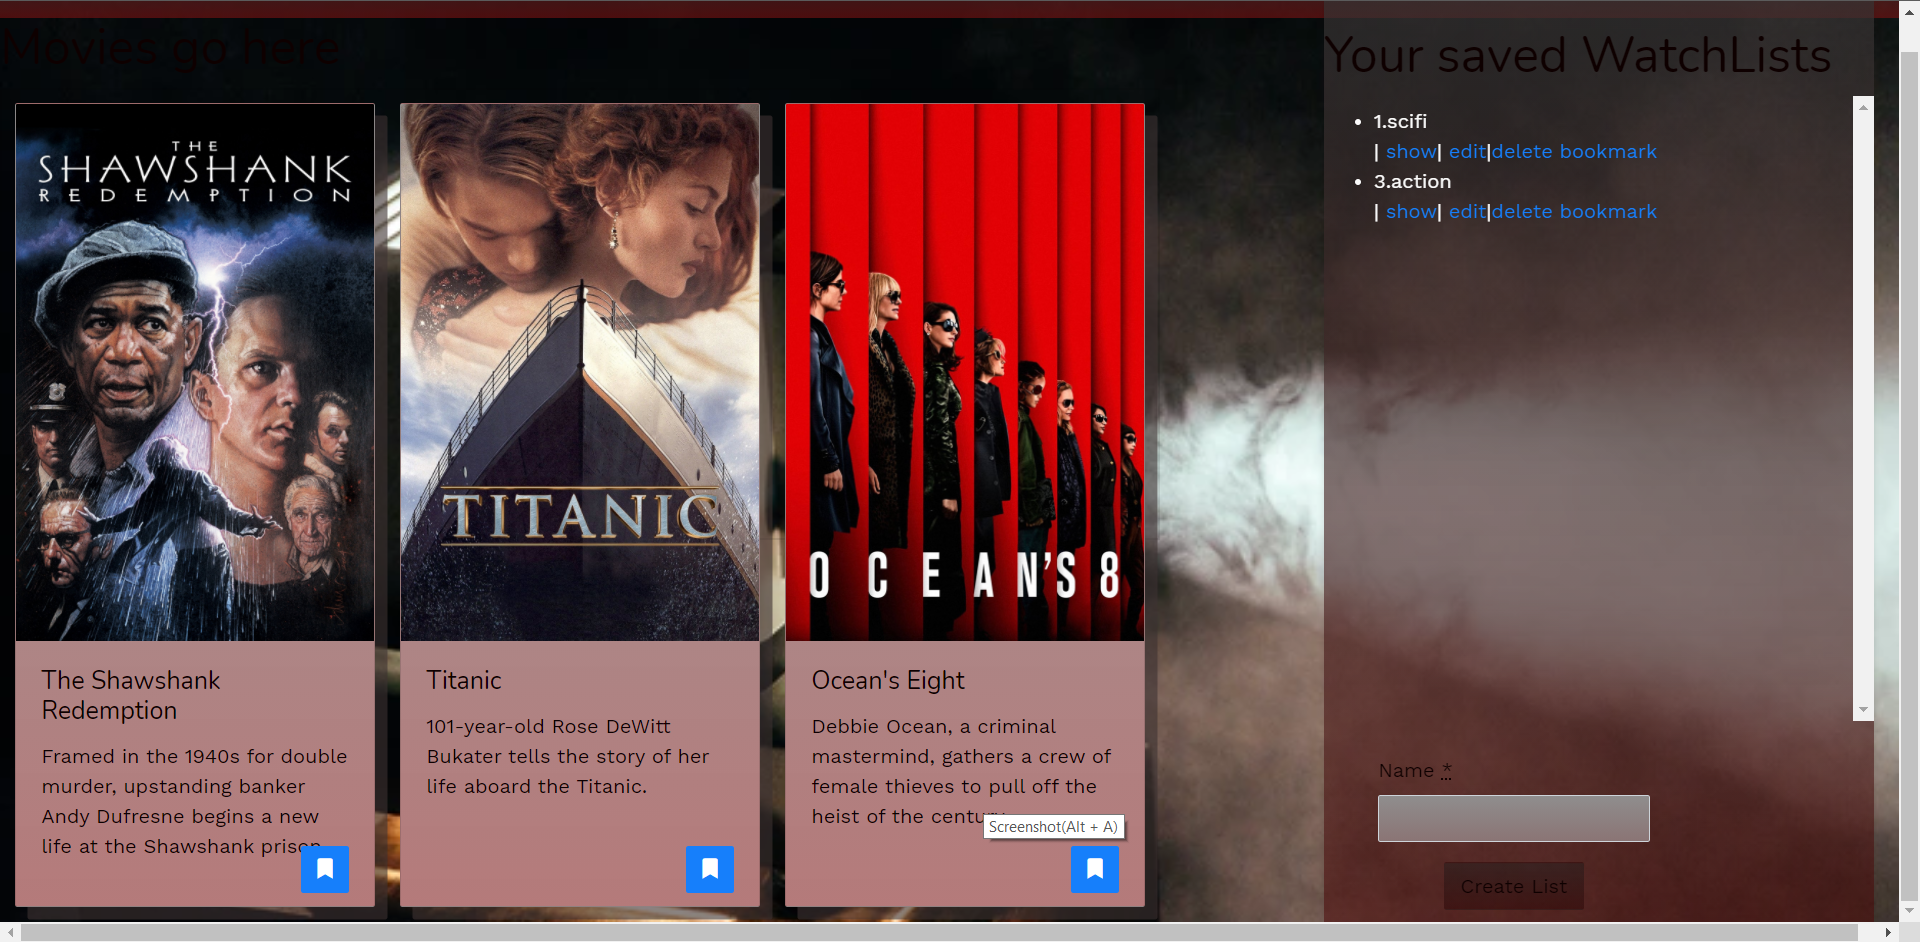 Movies go here
THE
SHAWSHANK
REDEMPTION
The Shawshank
Redemption
Framed in the 1940s for double
murder, upstanding banker
Andy Dufresne begins a new
life at the Shawshank prison
TITANIC
Titanic
101-year-old Rose DeWitt
Bukater tells the story of her
life aboard the Titanic.
OCEAN'S 8
Ocean's Eight
Debbie Ocean, a criminal
mastermind, gathers a crew of
female thieves to pull off the
heist of the century.
Screenshot(Alt + A)
Your saved WatchLists
1.scifi
| show| edit|delete bookmark
3.action
| show| edit|delete bookmark
Name *
Create List